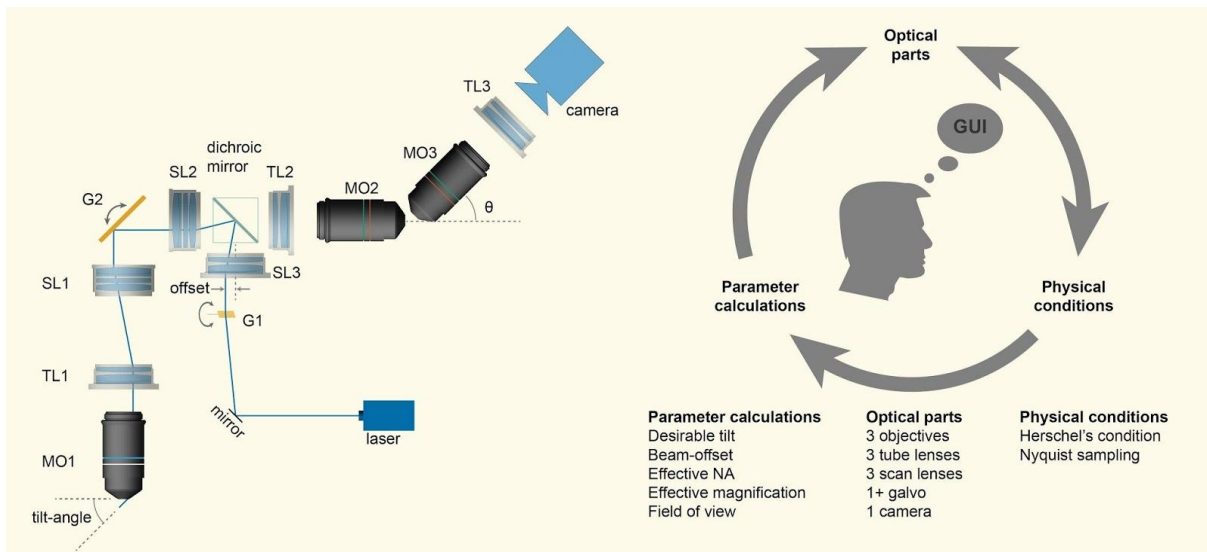 TL3
camera
MO3
dichroic
mirror
SL2
TL2
MO2
G2
θ
SL1
SL3
offset
G1
TL1
mirror
laser
MO1
tilt-angle
Optical
parts
GUI
Parameter
calculations
Physical
conditions
Parameter calculations
Desirable tilt
Beam-offset
Effective NA
Effective magnification
Field of view
Optical parts
3 objectives
3 tube lenses
3 scan lenses
1+ galvo
1 camera
Physical conditions
Herschel's condition
Nyquist sampling